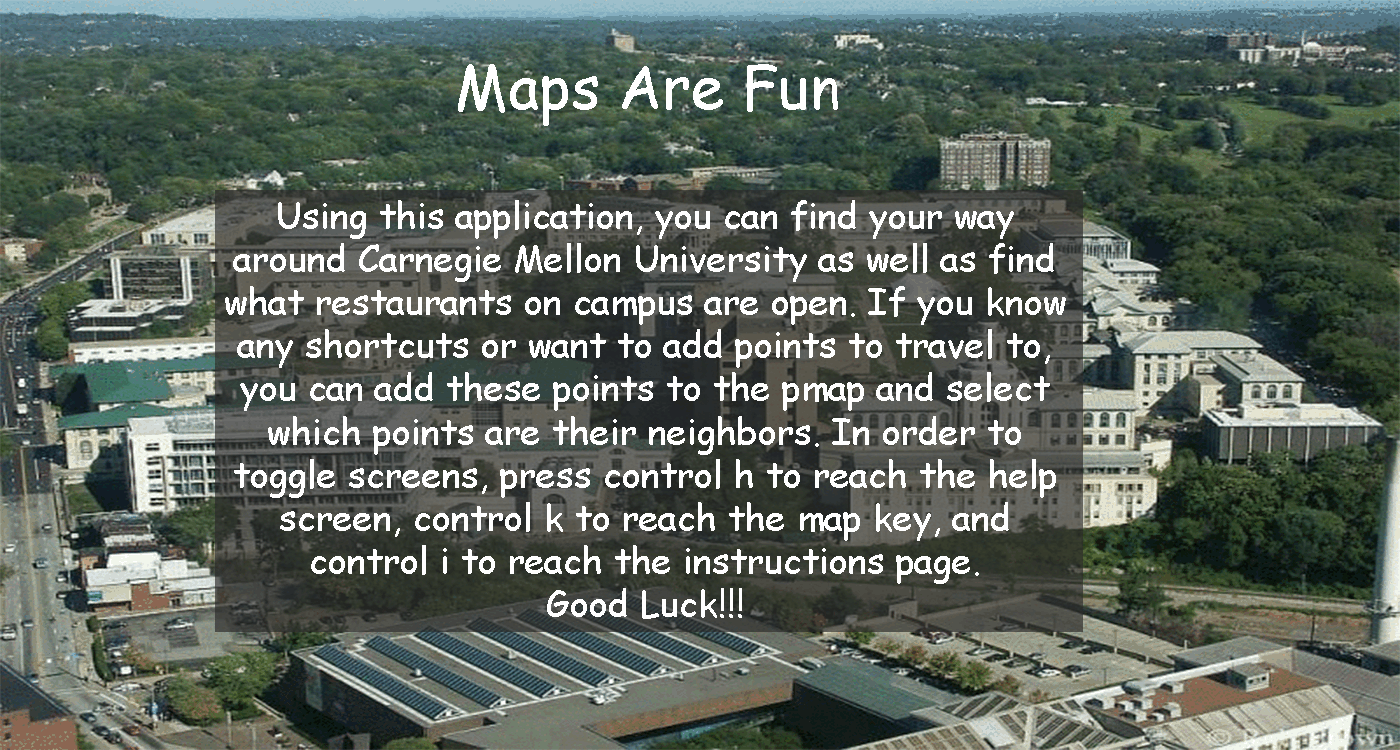 Maps Are Fun
Using this application, you can find your way
around Carnegie Mellon University as well as find
what restaurants on campus are open. If you know
any shortcuts or want to add points to travel to,
you can add these points to the pmap and select
which points are their neighbors. In order to
toggle screens, press control h to reach the help
screen, control k to reach the map key, and
control i to reach the instructions page.
Good Luck!!!